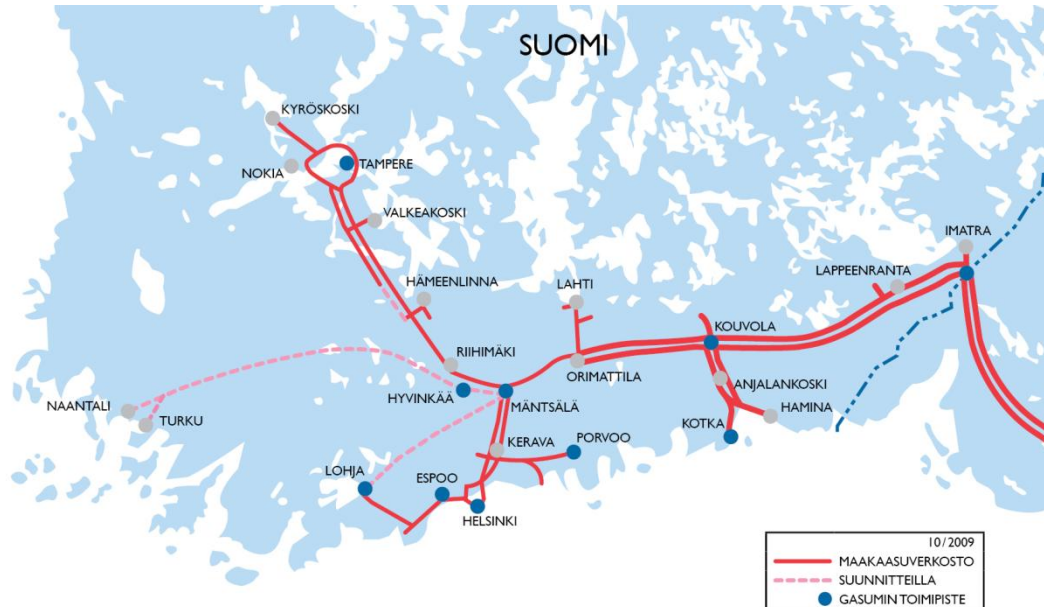 SUOMI
KYRÖSKOSKI
TAMPERE
NOKIA
VALKEAKOSKI
IMATRA
LAPPEENRANTA
HÄMEENLINNA
LAHTI
KOUVOLA
RIIHIMÄKI
ORIMATTILA
ANJALANKOSKI
HYVINKÄÄ
MÄNTSÄLÄ
NAANTALI
TURKU
HAMINA
KOTKA
KERAVA
PORVOO
LOHJA
ESPOO
HELSINKI
10/2009
MAAKAASUVERKOSTO
SUUNNITTEILLA
GASUMIN TOIMIPISTE